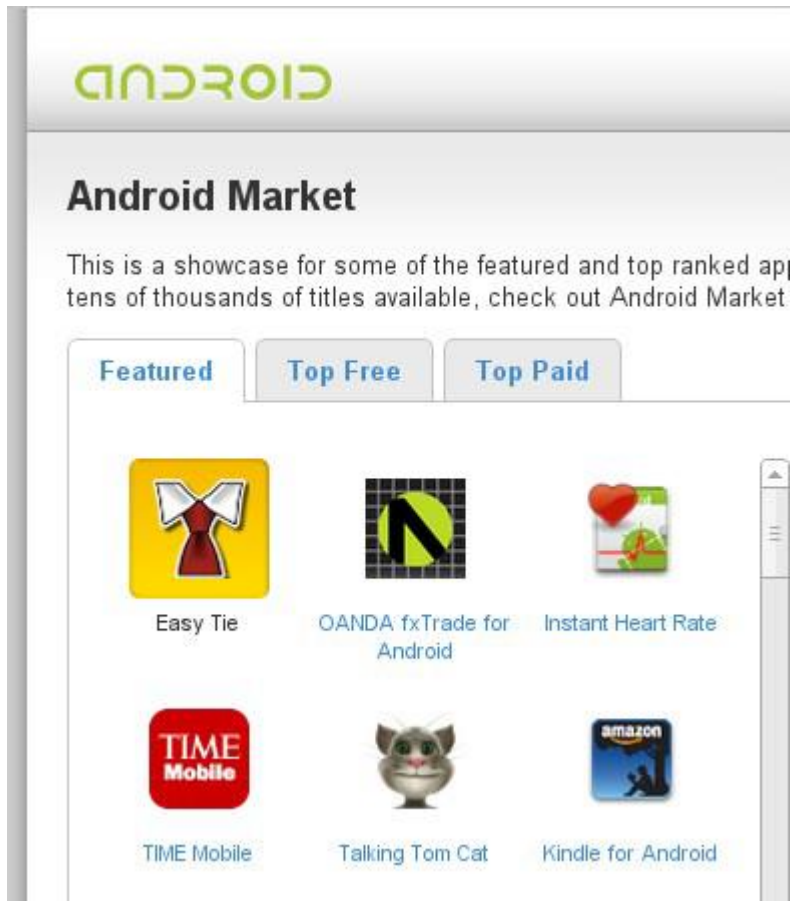 ANDROID
Android Market
This is a showcase for some of the featured and top ranked app
tens of thousands of titles available, check out Android Market
Featured
Top Free
Top Paid
Easy Tie
OANDA fxTrade for
Android
Instant Heart Rate
TIME
Mobile
amazon
TIME Mobile
Talking Tom Cat
Kindle for Android